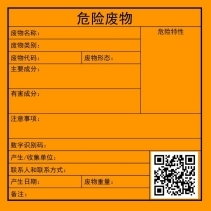 危险废物
废物名称：
危险特性
废物类别：
废物代码：
废物形态：
主要成分：
有害成分：
注意事项：
数字识别码：
产生/收集单位：
联系人和联系方式：
产生日期：
废物重量：
备注：